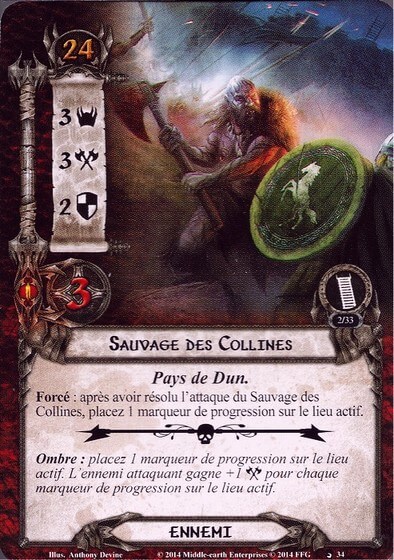 24
3
3
2
3
2/33
Sauvage des Collines
Pays de Dun.
Forcé : après avoir résolu l'attaque du Sauvage des
Collines, placez 1 marqueur de progression sur le lieu actif.
Ombre : placez 1 marqueur de progression sur le lieu
actif. L'ennemi attaquant gagne +1 pour chaque
marqueur de progression sur le lieu actif.
ENNEMI
Illus. Anthony Devine © 2014 Middle-earth Enterprises © 2014 FFG 34